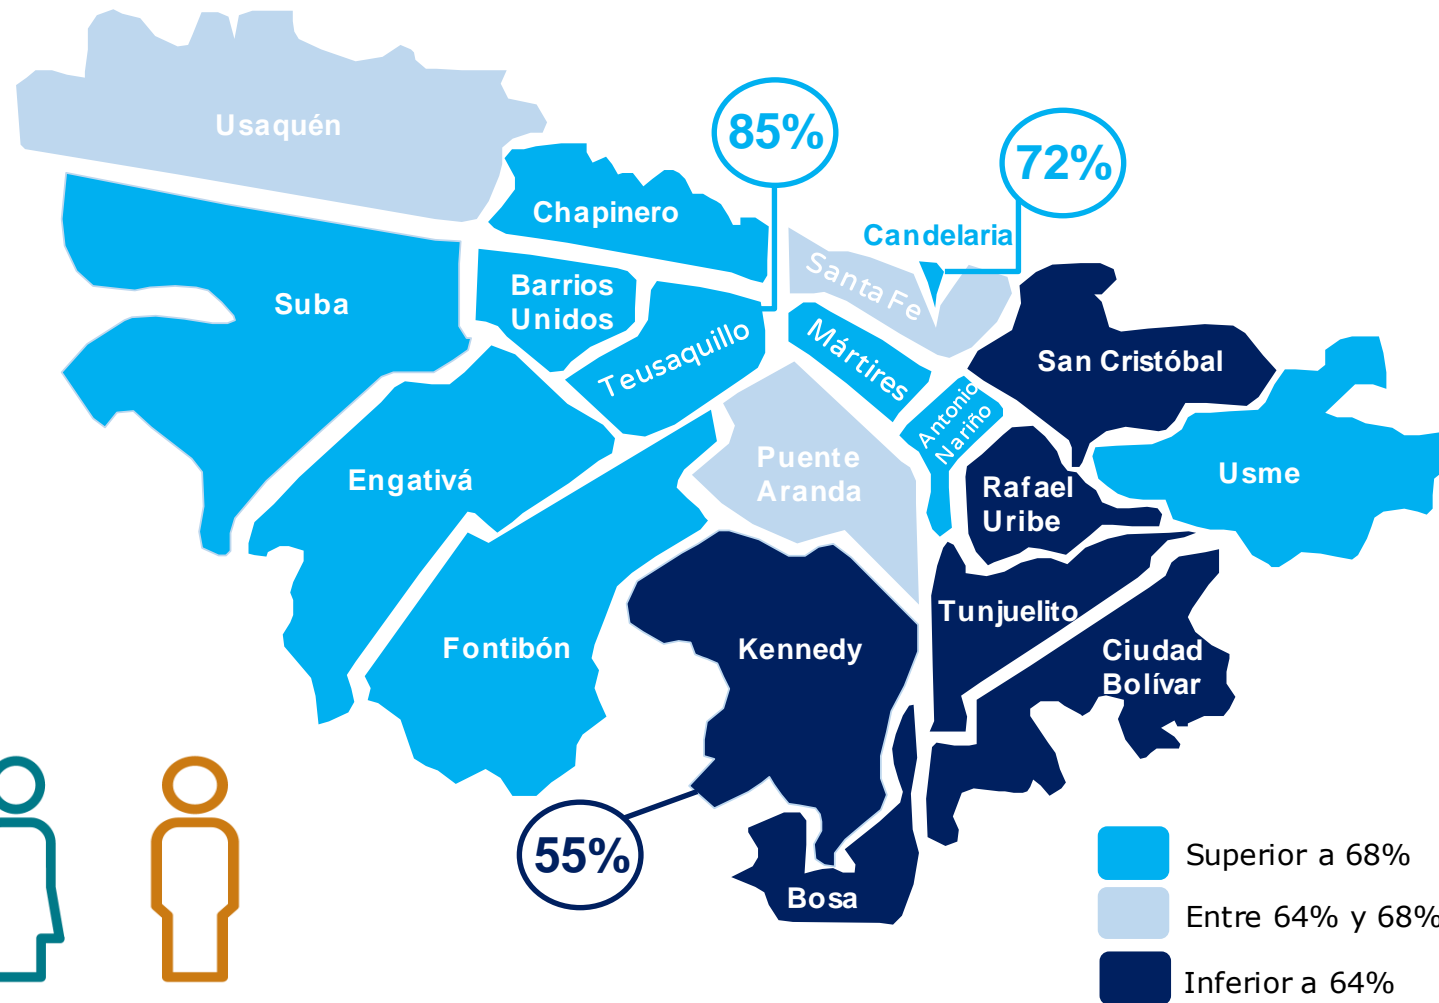 Usaquén
85%
72%
Chapinero
Candelaria
Santa Fe
Suba
Barrios
Unidos
Teusaquillo
Mártires
San Cristóbal
Antonio
Nariño
Puente
Aranda
Engativá
Usme
Rafael
Uribe
Tunjuelito
Fontibón
Kennedy
Ciudad
Bolívar
55%
Bosa
Superior a 68%
Entre 64% y 68%
Inferior a 64%